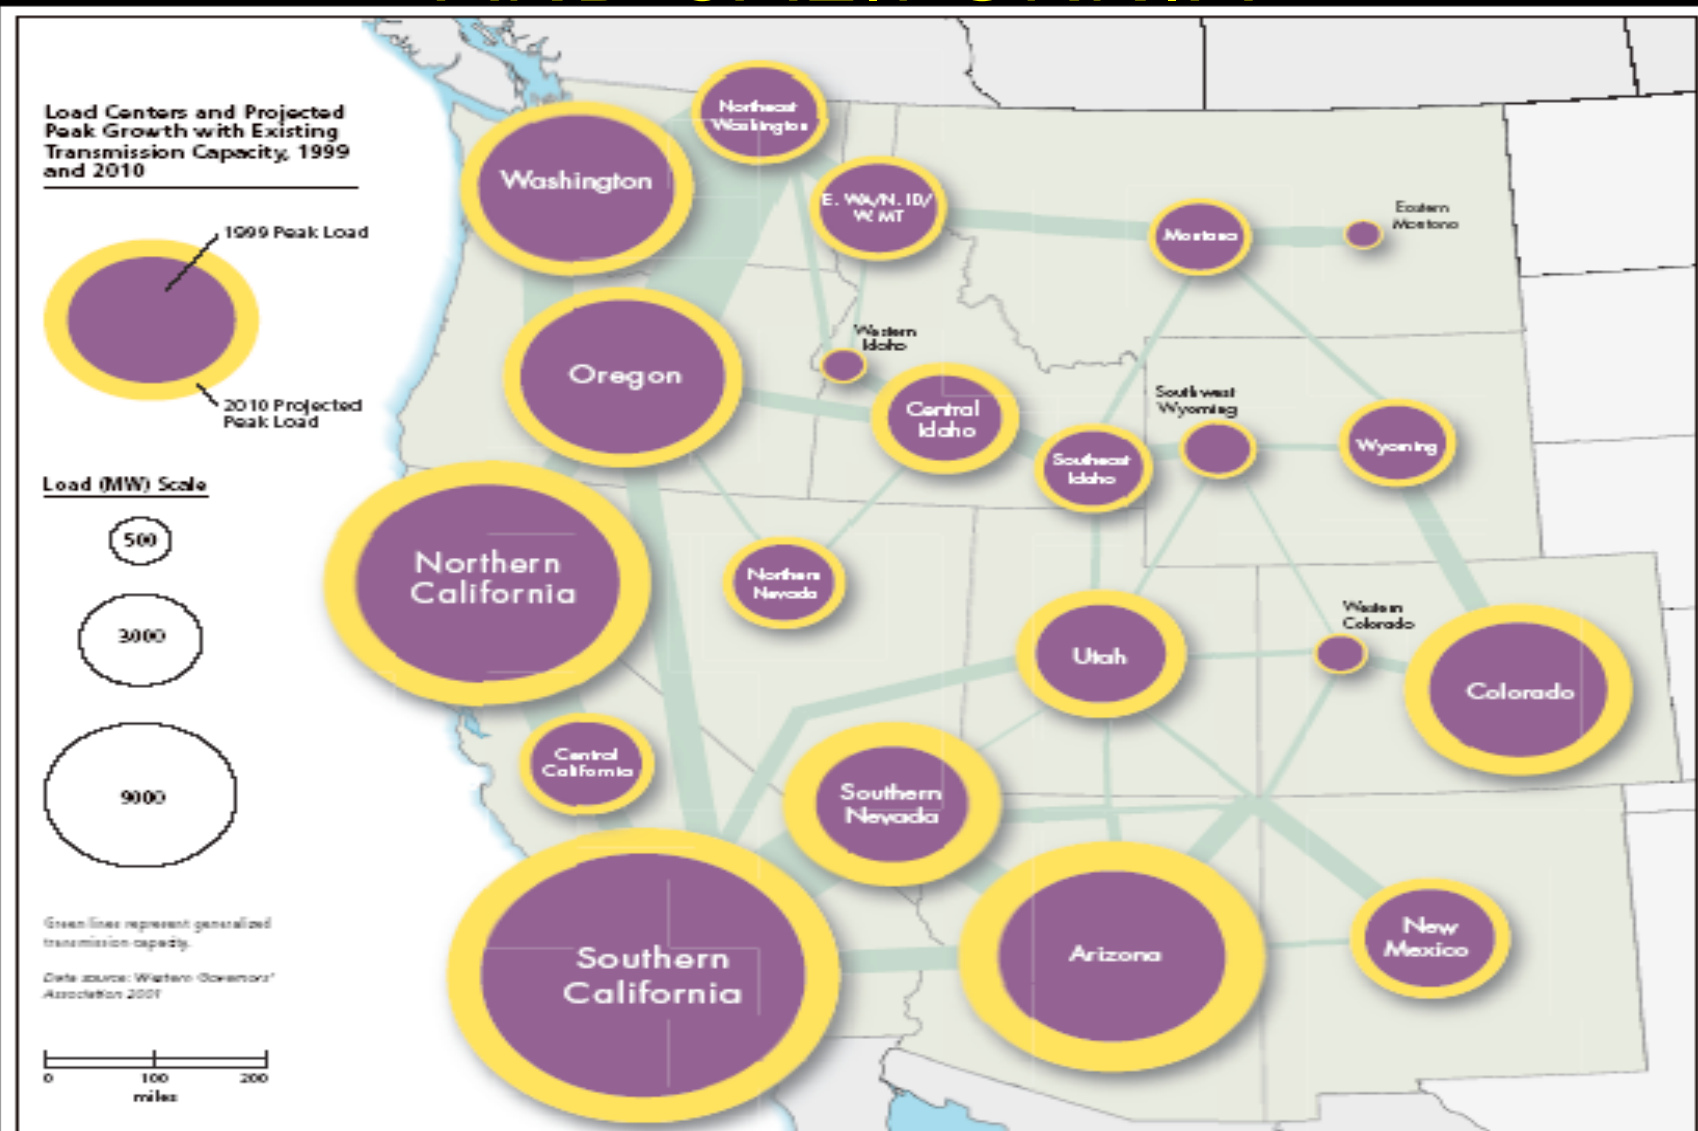 Load Centers and Projected
Peak Growth with Existing
Transmission Capacity, 1999
and 2010
1999 Peak Load
2010 Projected
Peak Load
Load (MW) Scale
500
3000
9000
Green lines represent generalized
transmission capacity.
Data source: Western Governors'
Association 2001
0 100 200
miles
Washington
Northeast
Washington
E. WA/N. ID/
W. MT
Montana
Eastern
Montana
Oregon
Western
Idaho
Central
Idaho
Southeast
Idaho
Southwest
Wyoming
Wyoming
Northern
California
Northern
Nevada
Utah
Western
Colorado
Colorado
Central
California
Southern
Nevada
Southern
California
Arizona
New
Mexico